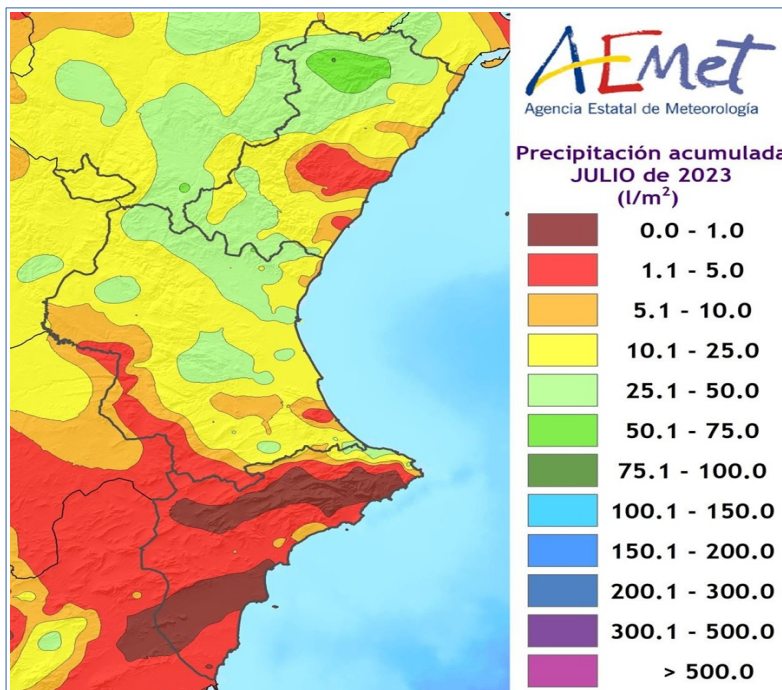 AEMet
Agencia Estatal de Meteorología
Precipitación acumulada
JULIO de 2023
(l/m²)
0.0 - 1.0
1.1 - 5.0
5.1 - 10.0
10.1 - 25.0
25.1 - 50.0
50.1 - 75.0
75.1 - 100.0
100.1 - 150.0
150.1 - 200.0
200.1 - 300.0
300.1 - 500.0
> 500.0